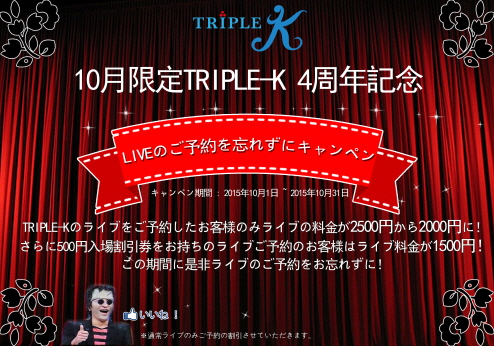 TRIPLE K
10月限定TRIPLE-K 4周年記念
LIVEのご予約を忘れずにキャンペン
キャンペン期間 : 2015年10月1日 ~ 2015年10月31日
TRIPLE-Kのライブをご予約したお客様のみライブの料金が2500円から2000円に!
さらに500円入場割引券をお持ちのライブご予約のお客様はライブ料金が1500円!
この期間に是非ライブのご予約をお忘れずに!
いいね !
※通常ライブのみご予約の割引させていただきます。